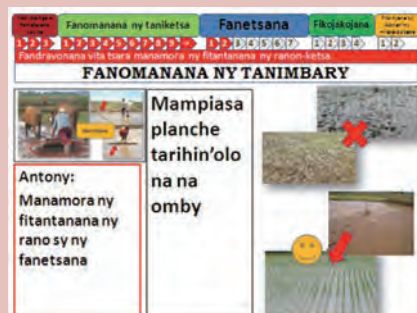 Fanomanana ny taniketsa
Fanetsana
Fikojakojana
Fandravonana vita tsara manamora ny fitantanana ny ranon-ketsa
FANOMANANA NY TANIMBARY
Antony:
Manamora ny
fitantanana ny
rano sy ny
fanetsana
Mampiasa
planche
tarihin'olo
na na
omby